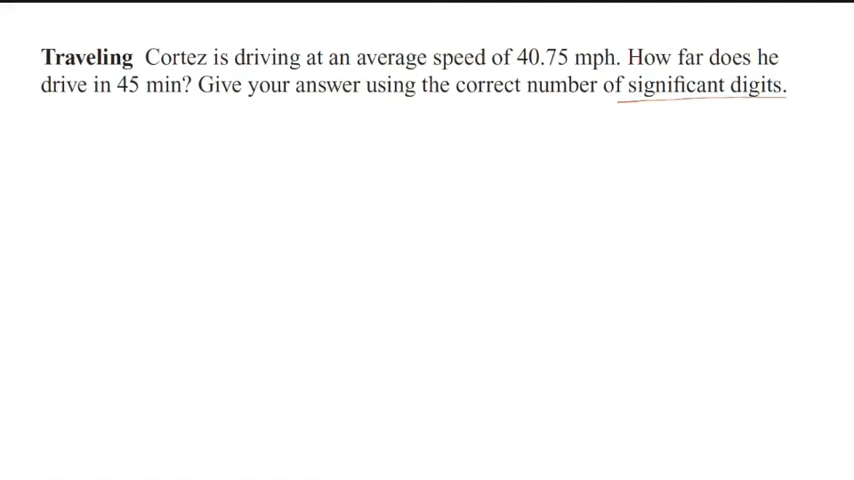 Traveling Cortez is driving at an average speed of 40.75 mph. How far does he
drive in 45 min? Give your answer using the correct number of significant digits.